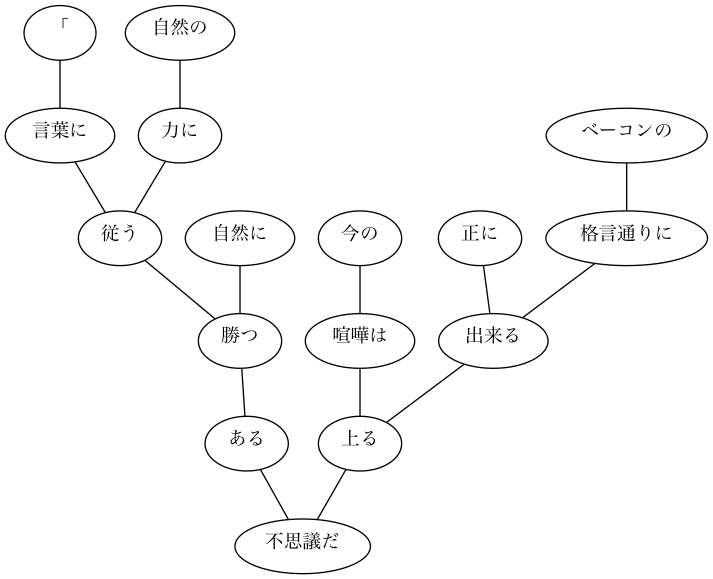 「
自然の
言葉に
力に
ベーコンの
従う
自然に
今の
正に
格言通りに
勝つ
喧嘩は
出来る
ある
上る
不思議だ